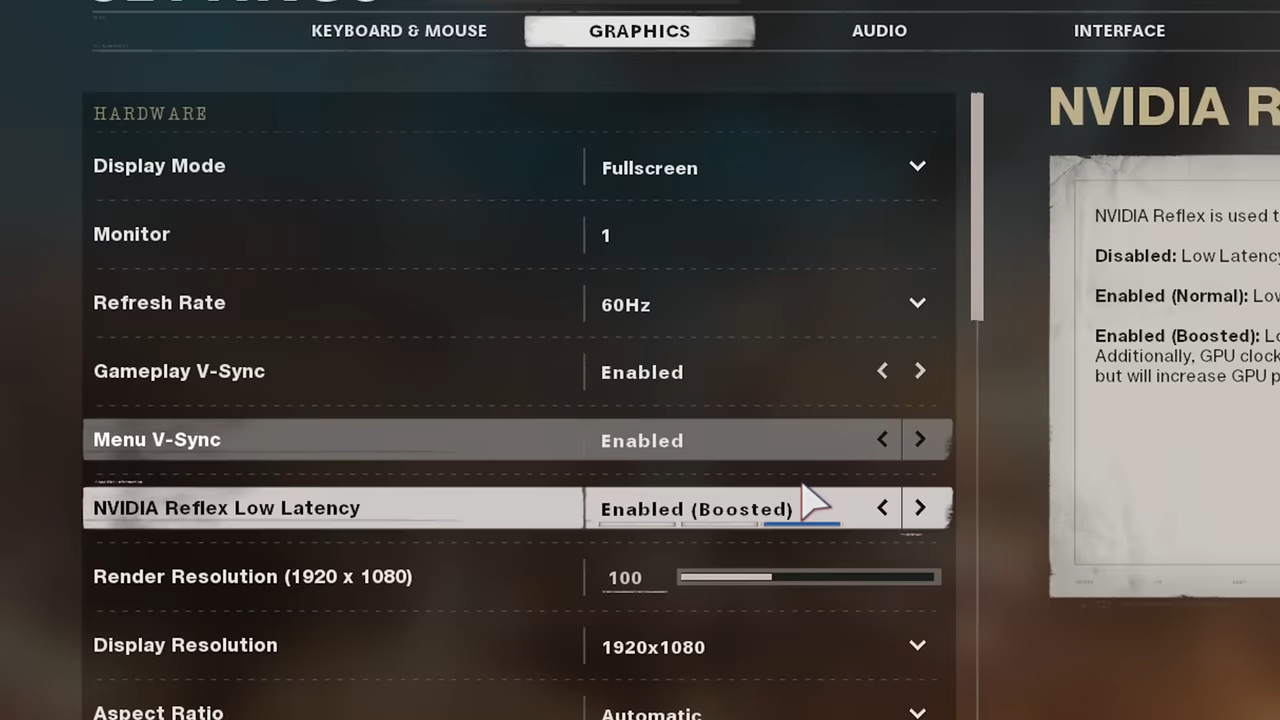 KEYBOARD & MOUSE GRAPHICS AUDIO INTERFACE
HARDWARE
Display Mode Fullscreen
Monitor 1
Refresh Rate 60Hz
Gameplay V-Sync Enabled
Menu V-Sync Enabled
NVIDIA Reflex Low Latency Enabled (Boosted)
Render Resolution (1920 x 1080) 100
Display Resolution 1920x1080
Aspect Ratio Automatic
NVIDIA R
NVIDIA Reflex is used t
Disabled: Low Latency
Enabled (Normal): Lo
Enabled (Boosted): Lo
Additionally, GPU clock
but will increase GPU p